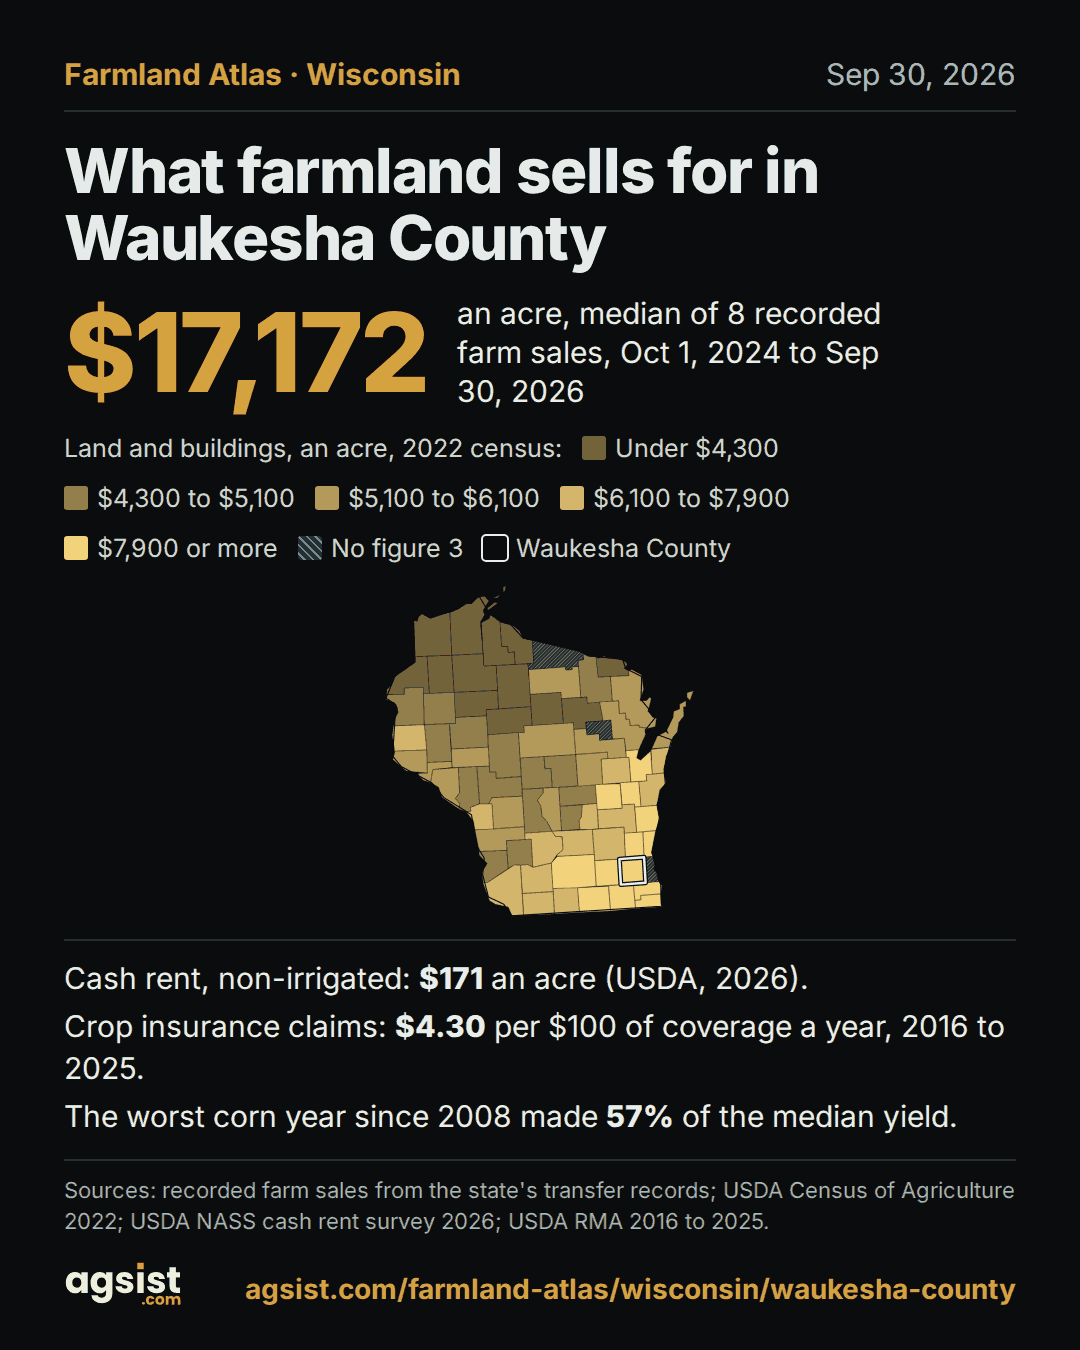 Farmland Atlas · Wisconsin
Sep 30, 2026
What farmland sells for in
Waukesha County
$17,172
an acre, median of 8 recorded
farm sales, Oct 1, 2024 to Sep
30, 2026
Land and buildings, an acre, 2022 census: Under $4,300
$4,300 to $5,100 $5,100 to $6,100 $6,100 to $7,900
$7,900 or more No figure 3 Waukesha County
Cash rent, non-irrigated: $171 an acre (USDA, 2026).
Crop insurance claims: $4.30 per $100 of coverage a year, 2016 to
2025.
The worst corn year since 2008 made 57% of the median yield.
Sources: recorded farm sales from the state's transfer records; USDA Census of Agriculture
2022; USDA NASS cash rent survey 2026; USDA RMA 2016 to 2025.
agsist
.com
agsist.com/farmland-atlas/wisconsin/waukesha-county